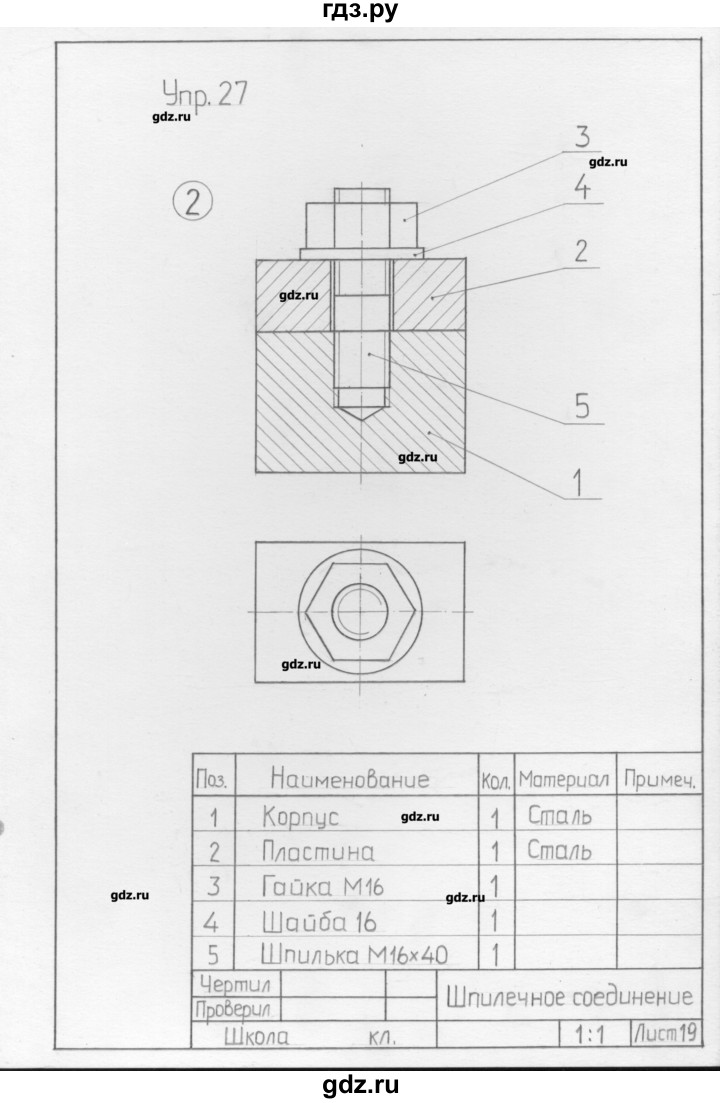 гдз.ру
Упр. 27
gdz.ru
3
gdz.ru
2
4
2
gdz.ru
5
gdz.ru
1
gdz.ru
Поз. Наименование Кол. Материал Примеч.
1 Корпус gdz.ru 1 Сталь
2 Пластина 1 Сталь
3 Гайка М16 1
gdz.ru
gdz.ru
4 Шайба 16 1
5 Шпилька М16×40 1
Чертил
Шпилечное соединение
Проверил
Школа кл. 1:1 Лист 19
gdz.ru